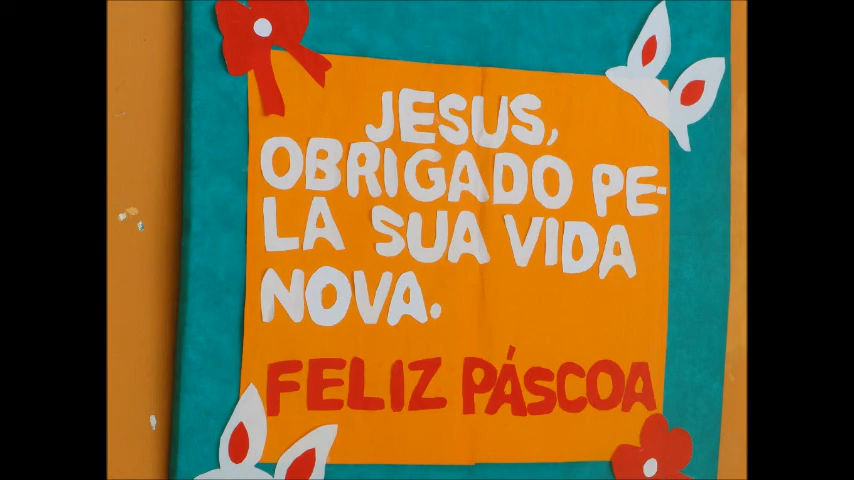 JESUS,
OBRIGADO PE-
LA SUA VIDA
NOVA.
FELIZ PÁSCOA